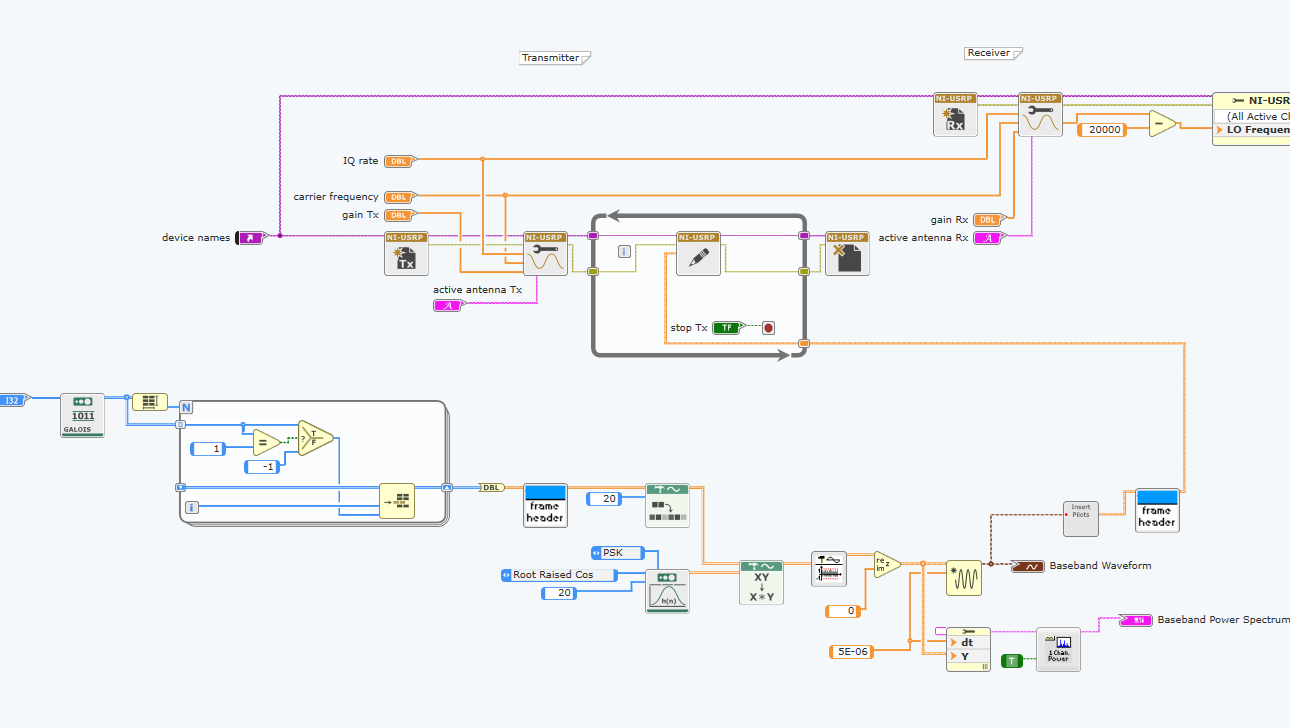 Transmitter
Receiver
NI-USRP
Rx
NI-USRP
NI-USR
(All Active Ch
LO Frequen
20000
−
IQ rate
DBL
carrier frequency
DBL
gain Tx
DBL
gain Rx
DBL
device names
active antenna Rx
NI-USRP
Tx
NI-USRP
i
NI-USRP
NI-USRP
active antenna Tx
stop Tx
TF
I32
1011
GALOIS
N
1
=
?
T
F
-1
i
DBL
frame
header
20
Insert
Pilots
frame
header
PSK
Root Raised Cos
20
h(n)
XY
↓
X∗Y
re
im
z
0
Baseband Waveform
5E-06
dt
Y
T
1 Chan.
Power
Baseband Power Spectrum